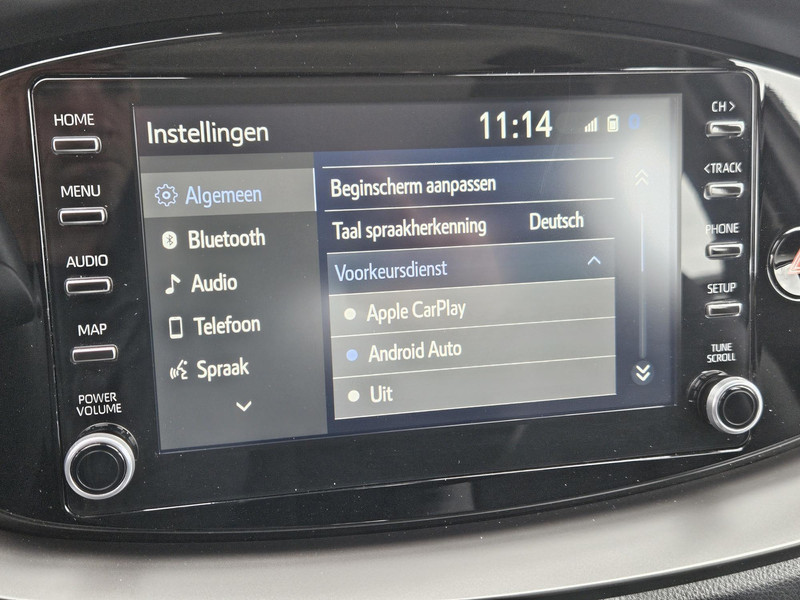 HOME
MENU
AUDIO
MAP
POWER
VOLUME
Instellingen
11:14
Algemeen
Bluetooth
Audio
Telefoon
Spraak
Beginscherm aanpassen
Taal spraakherkenning Deutsch
Voorkeursdienst
Apple CarPlay
Android Auto
Uit
CH >
< TRACK
PHONE
SETUP
TUNE
SCROLL